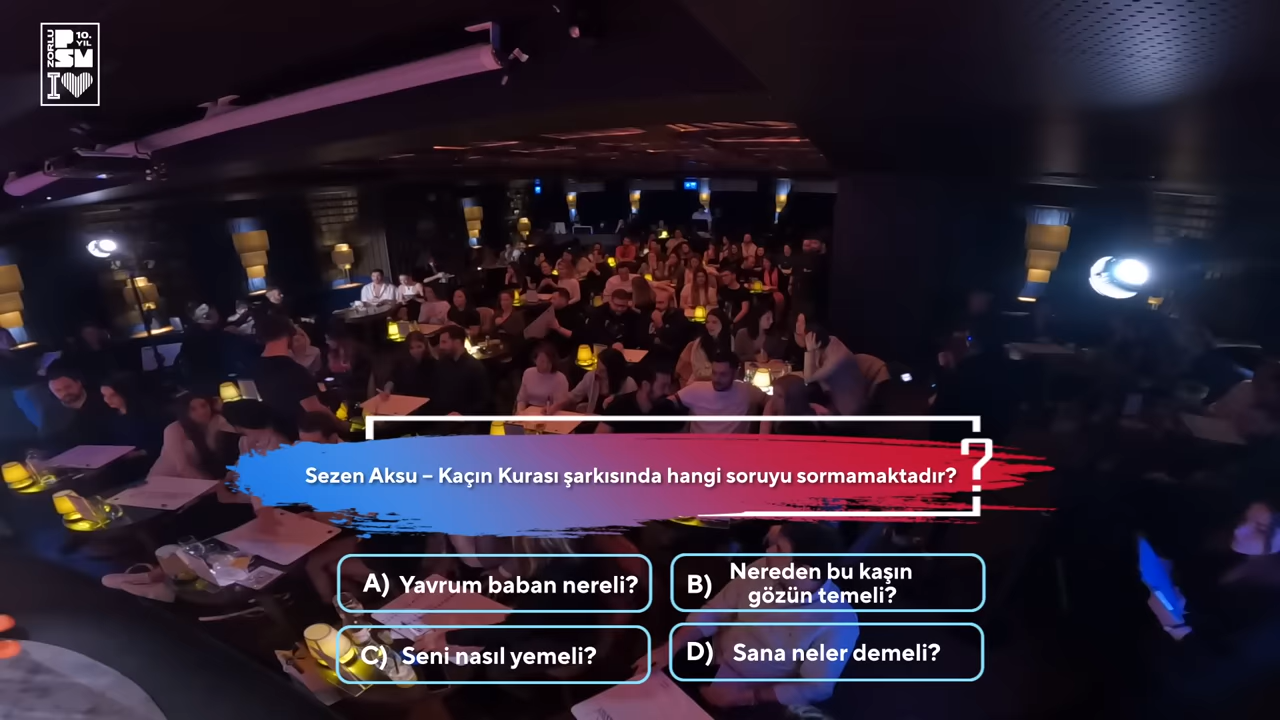 ZORLU
PSM
10.
YIL
I
Sezen Aksu – Kaçın Kurası şarkısında hangi soruyu sormamaktadır?
?
A) Yavrum baban nereli?
B) Nereden bu kaşın
gözün temeli?
C) Seni nasıl yemeli?
D) Sana neler demeli?